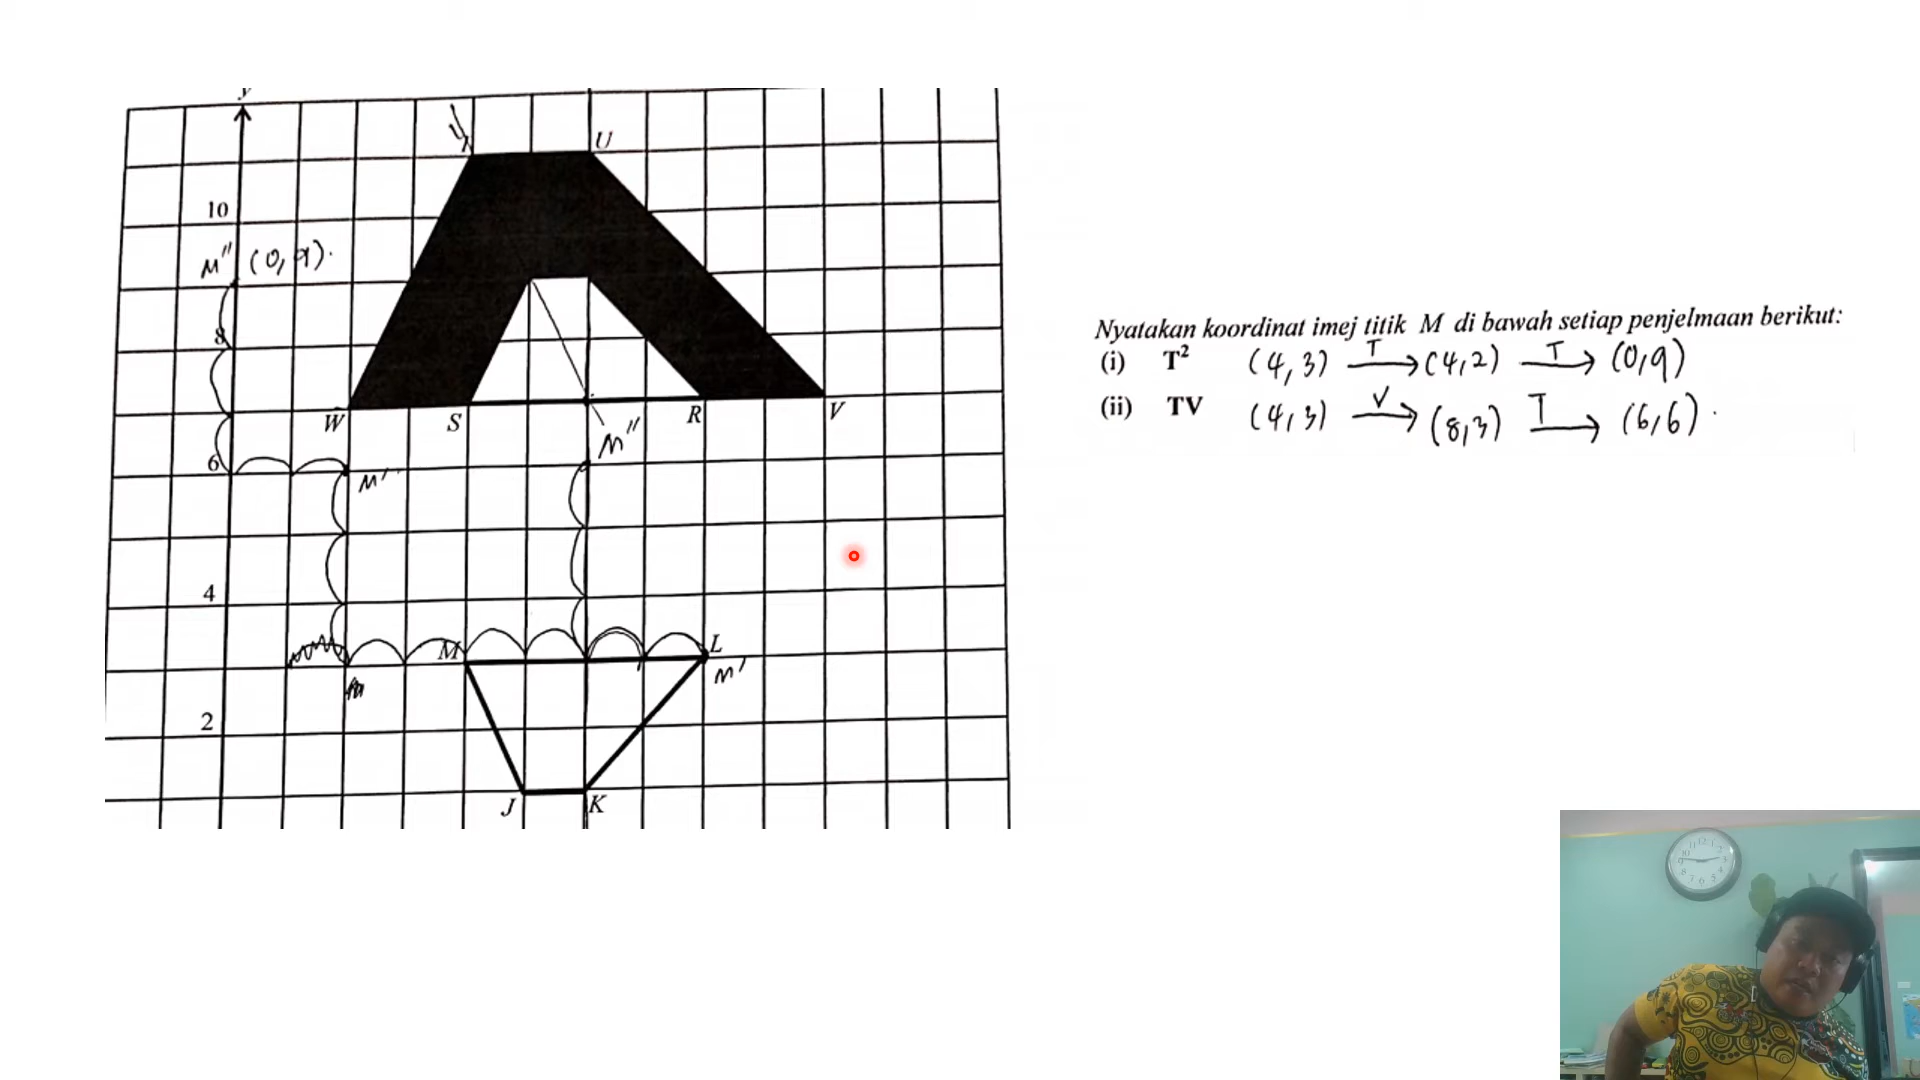 y
U
10
M'' (0, 9).
8
W
S
R
V
M''
6
M'
4
M
L
M'
2
J
K
Nyatakan koordinat imej titik M di bawah setiap penjelmaan berikut:
(i) T² (4, 3) T→ (4, 2) T→ (0, 9)
(ii) TV (4, 3) V→ (8, 3) T→ (6, 6).